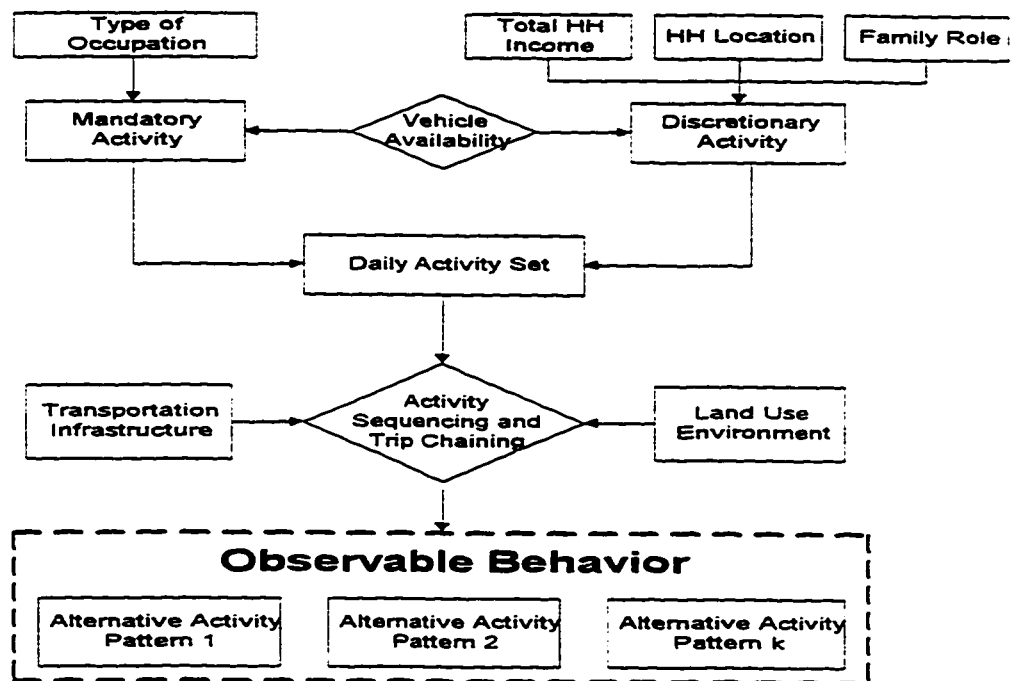 Type of
Occupation
Total HH
Income
HH Location
Family Role
Mandatory
Activity
Vehicle
Availability
Discretionary
Activity
Daily Activity Set
Transportation
Infrastructure
Activity
Sequencing and
Trip Chaining
Land Use
Environment
Observable Behavior
Alternative Activity
Pattern 1
Alternative Activity
Pattern 2
Alternative Activity
Pattern k